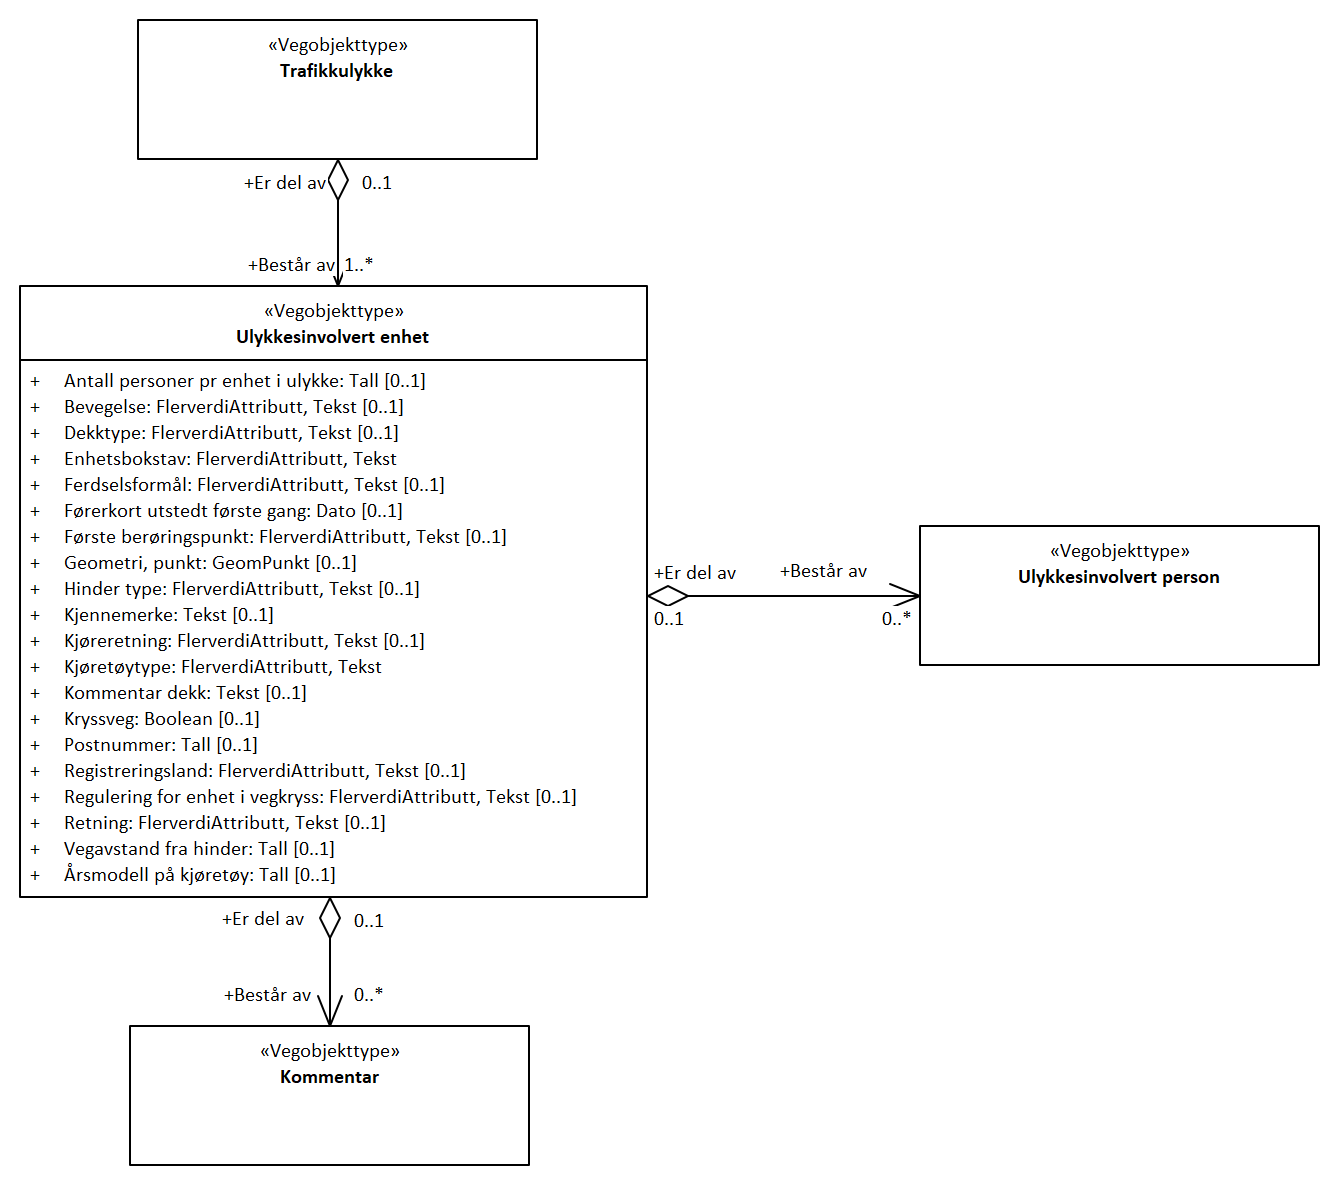 «Vegobjekttype»
Trafikkulykke
+Er del av 0..1
+Består av 1..*
«Vegobjekttype»
Ulykkesinvolvert enhet
+ Antall personer pr enhet i ulykke: Tall [0..1]
+ Bevegelse: FlerverdiAttributt, Tekst [0..1]
+ Dekktype: FlerverdiAttributt, Tekst [0..1]
+ Enhetsbokstav: FlerverdiAttributt, Tekst
+ Ferdselsformål: FlerverdiAttributt, Tekst [0..1]
+ Førerkort utstedt første gang: Dato [0..1]
+ Første berøringspunkt: FlerverdiAttributt, Tekst [0..1]
+ Geometri, punkt: GeomPunkt [0..1]
+ Hinder type: FlerverdiAttributt, Tekst [0..1]
+ Kjennemerke: Tekst [0..1]
+ Kjøreretning: FlerverdiAttributt, Tekst [0..1]
+ Kjøretøytype: FlerverdiAttributt, Tekst
+ Kommentar dekk: Tekst [0..1]
+ Kryssveg: Boolean [0..1]
+ Postnummer: Tall [0..1]
+ Registreringsland: FlerverdiAttributt, Tekst [0..1]
+ Regulering for enhet i vegkryss: FlerverdiAttributt, Tekst [0..1]
+ Retning: FlerverdiAttributt, Tekst [0..1]
+ Vegavstand fra hinder: Tall [0..1]
+ Årsmodell på kjøretøy: Tall [0..1]
+Er del av +Består av
0..1 0..*
«Vegobjekttype»
Ulykkesinvolvert person
+Er del av 0..1
+Består av 0..*
«Vegobjekttype»
Kommentar